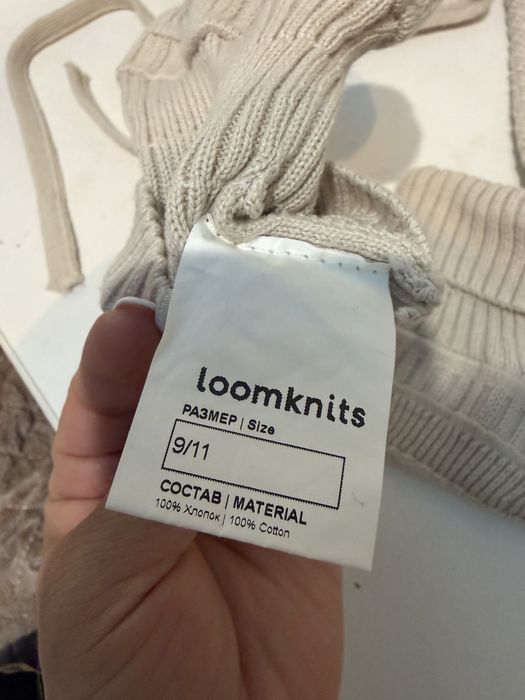 loomknits
РАЗМЕР | Size
9/11
СОСТАВ | MATERIAL
100% Хлопок | 100% Cotton